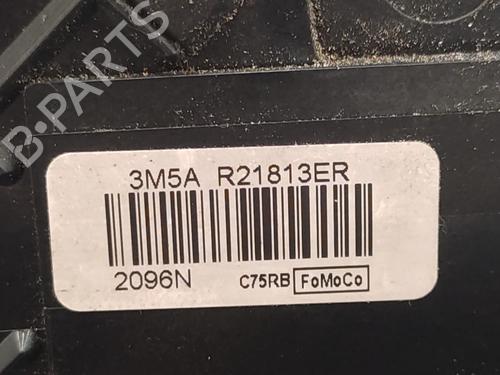 B-PARTS
3M5A R21813ER
2096N C75RB FoMoCo